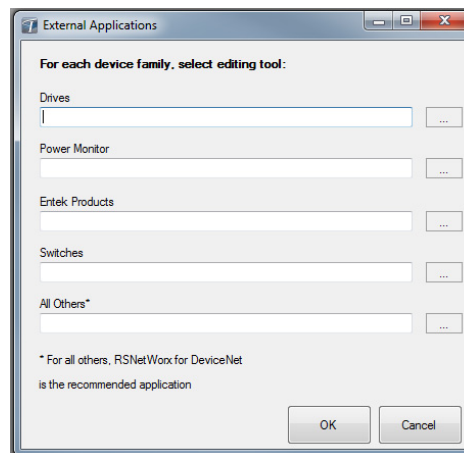 External Applications
For each device family, select editing tool:
Drives
...
Power Monitor
...
Entek Products
...
Switches
...
All Others*
...
* For all others, RSNetWorx for DeviceNet
is the recommended application
OK
Cancel